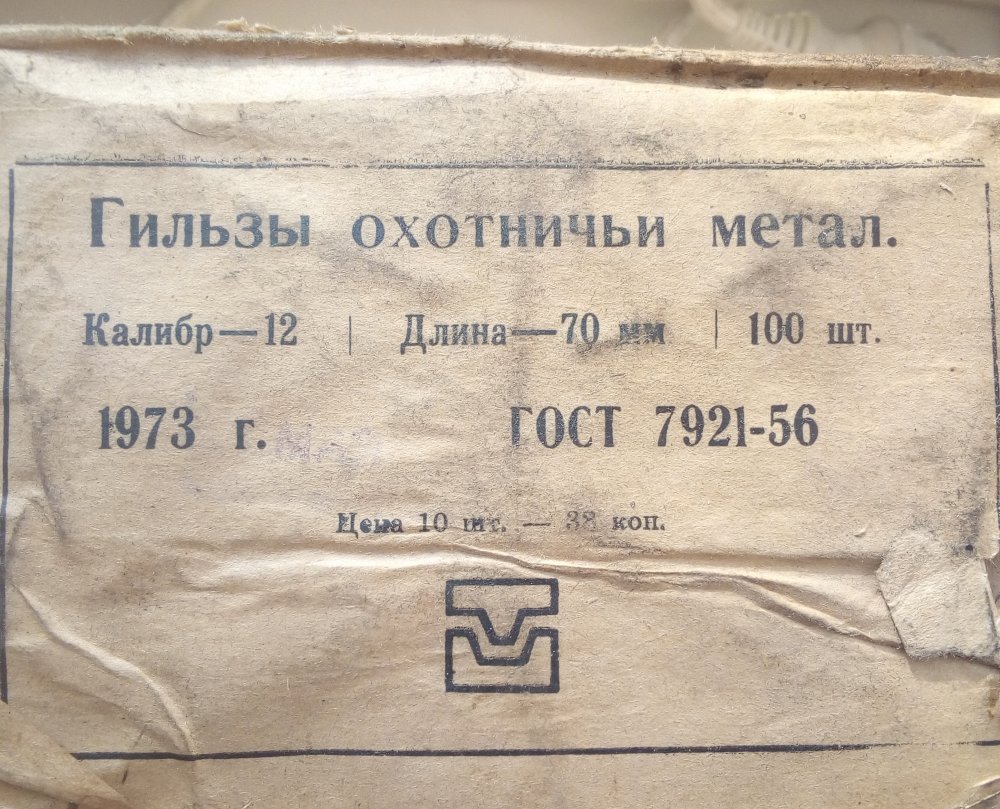 Гильзы охотничьи метал.
Калибр—12 | Длина—70 мм | 100 шт.
1973 г. ГОСТ 7921-56
Цена 10 шт. — 38 коп.